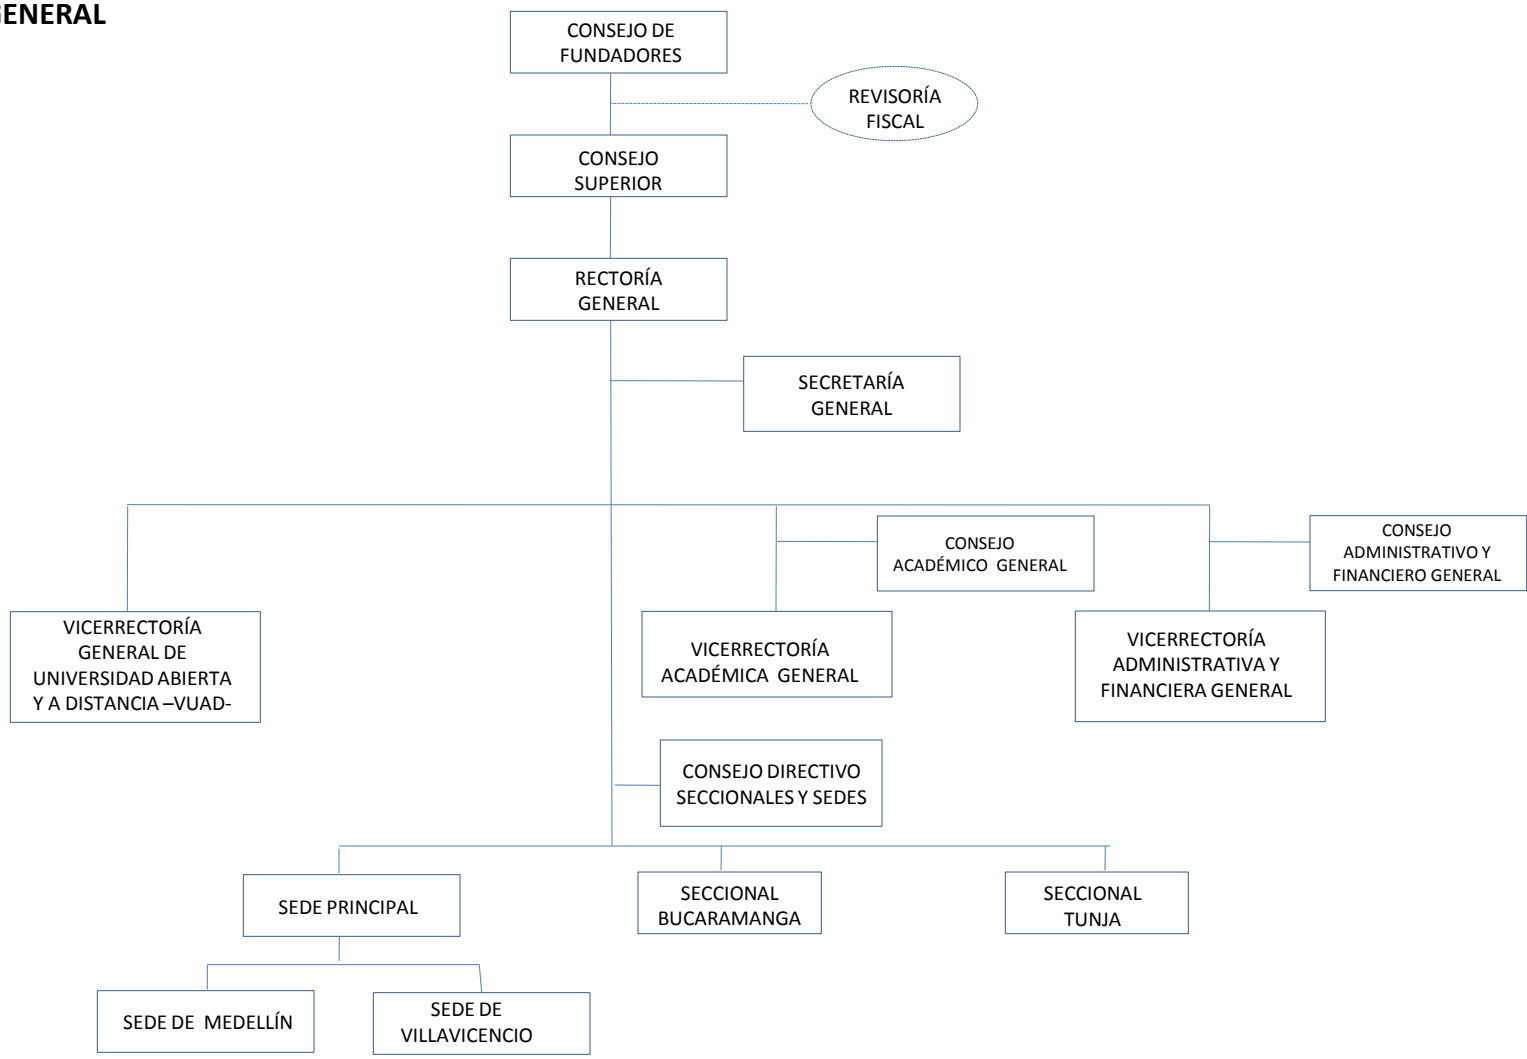 GENERAL
CONSEJO DE
FUNDADORES
REVISORÍA
FISCAL
CONSEJO
SUPERIOR
RECTORÍA
GENERAL
SECRETARÍA
GENERAL
CONSEJO
ACADÉMICO GENERAL
CONSEJO
ADMINISTRATIVO Y
FINANCIERO GENERAL
VICERRECTORÍA
GENERAL DE
UNIVERSIDAD ABIERTA
Y A DISTANCIA –VUAD-
VICERRECTORÍA
ACADÉMICA GENERAL
VICERRECTORÍA
ADMINISTRATIVA Y
FINANCIERA GENERAL
CONSEJO DIRECTIVO
SECCIONALES Y SEDES
SEDE PRINCIPAL
SECCIONAL
BUCARAMANGA
SECCIONAL
TUNJA
SEDE DE MEDELLÍN
SEDE DE
VILLAVICENCIO